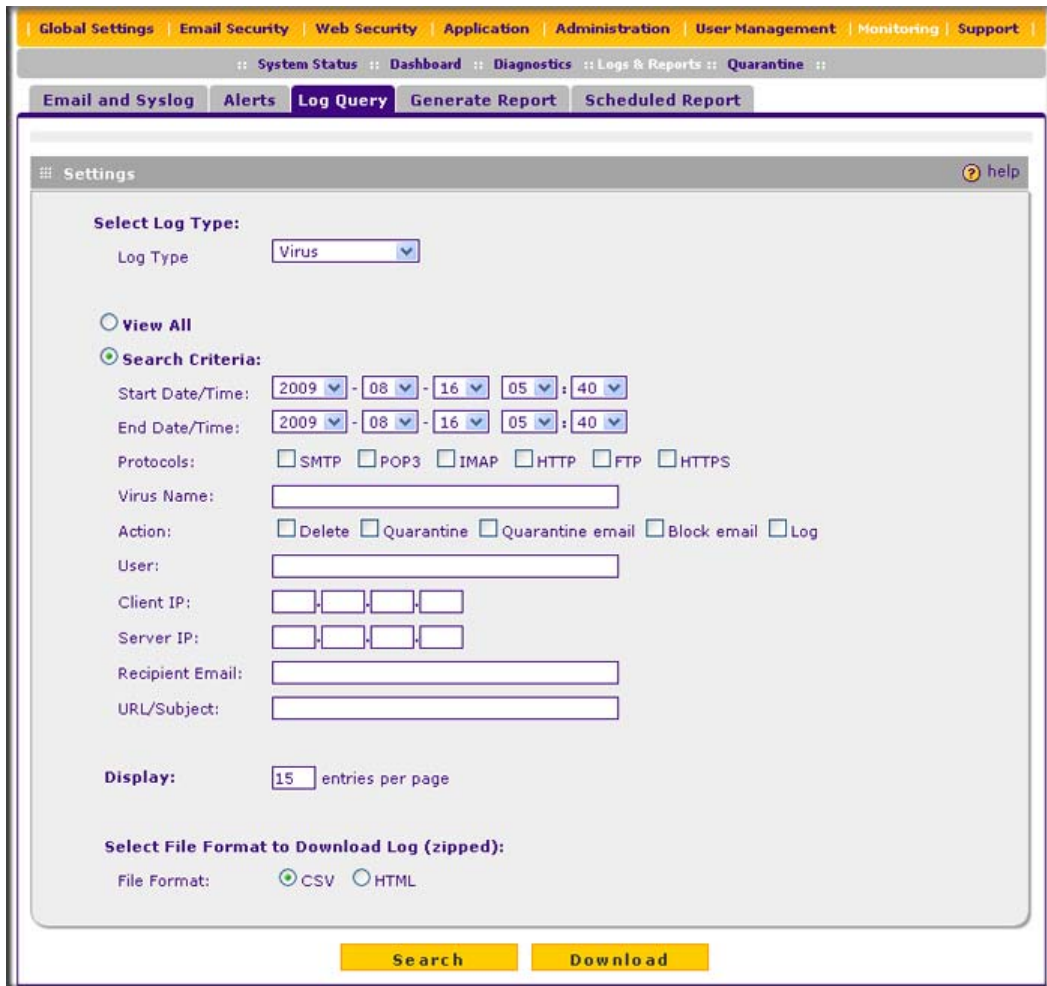 Global Settings | Email Security | Web Security | Application | Administration | User Management | Monitoring | Support |
:: System Status :: Dashboard :: Diagnostics :: Logs & Reports :: Quarantine ::
Email and Syslog Alerts Log Query Generate Report Scheduled Report
Settings ? help
Select Log Type:
Log Type Virus
View All
Search Criteria:
Start Date/Time: 2009 - 08 - 16 05 : 40
End Date/Time: 2009 - 08 - 16 05 : 40
Protocols: SMTP POP3 IMAP HTTP FTP HTTPS
Virus Name:
Action: Delete Quarantine Quarantine email Block email Log
User:
Client IP: . . .
Server IP: . . .
Recipient Email:
URL/Subject:
Display: 15 entries per page
Select File Format to Download Log (zipped):
File Format: CSV HTML
Search Download